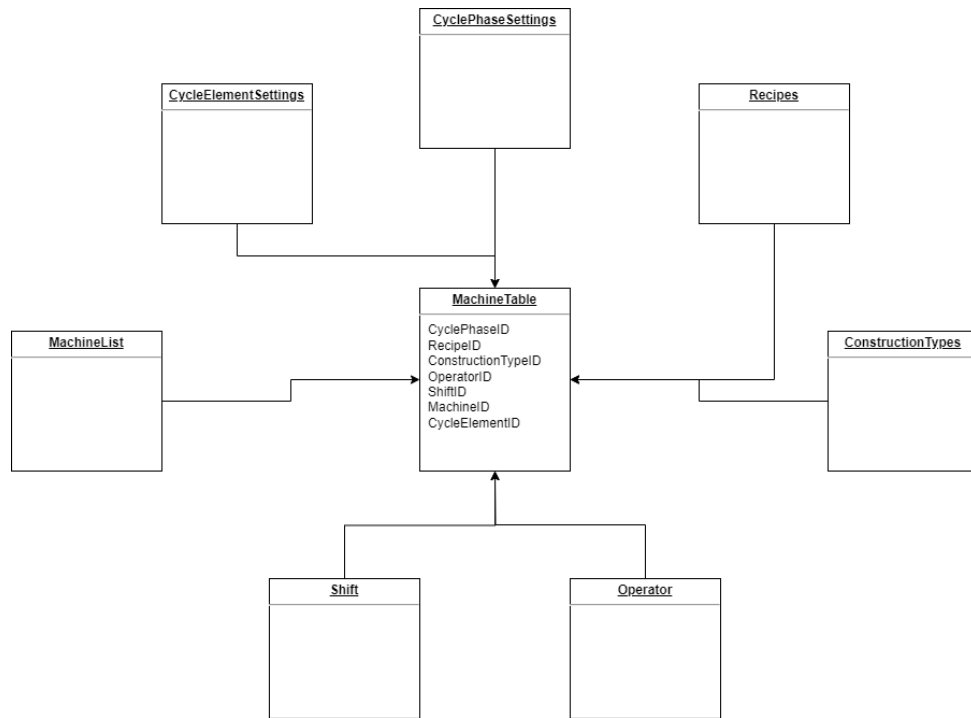 CyclePhaseSettings
CycleElementSettings
Recipes
MachineTable
CyclePhaseID
RecipeID
ConstructionTypeID
OperatorID
ShiftID
MachineID
CycleElementID
MachineList
ConstructionTypes
Shift
Operator